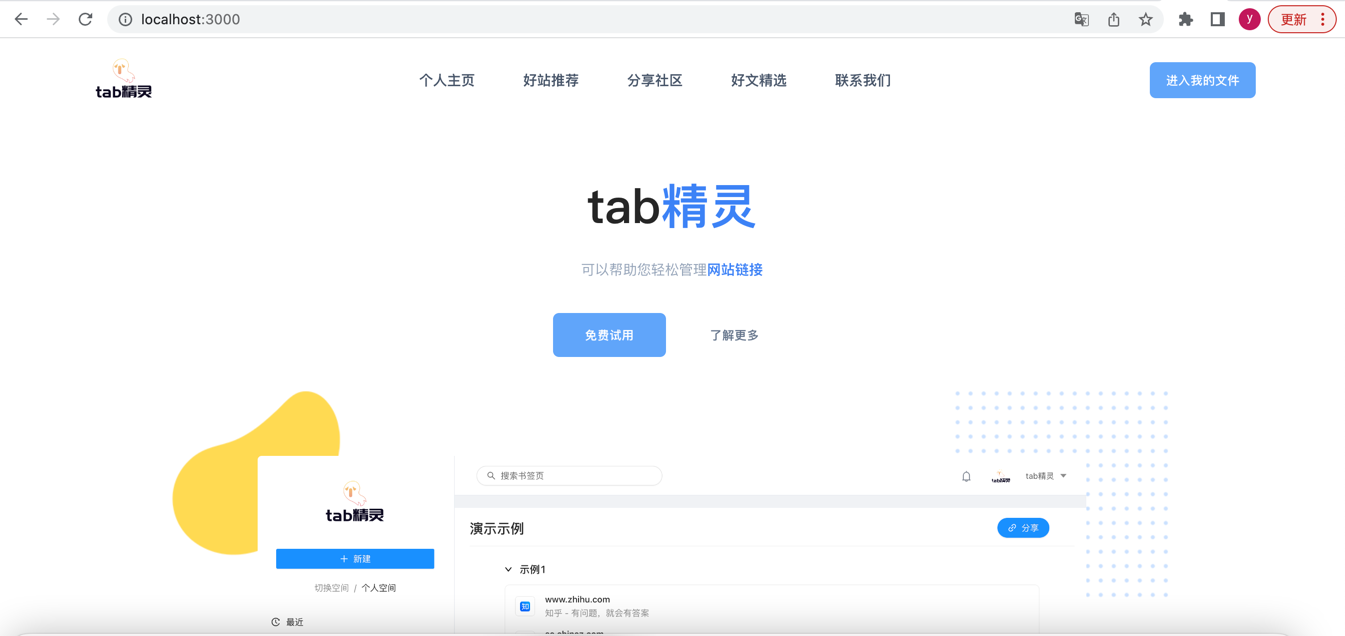 localhost:3000
y
更新
tab精灵
个人主页
好站推荐
分享社区
好文精选
联系我们
进入我的文件
tab精灵
可以帮助您轻松管理网站链接
免费试用
了解更多
搜索书签页
tab精灵
tab精灵
tab精灵
演示示例
分享
+ 新建
示例1
切换空间 / 个人空间
知
www.zhihu.com
知乎 - 有问题，就会有答案
最近